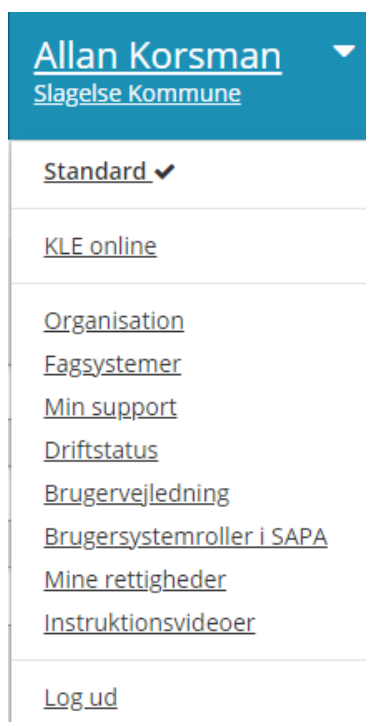 Allan Korsman
Slagelse Kommune
Standard
KLE online
Organisation
Fagsystemer
Min support
Driftstatus
Brugervejledning
Brugersystemroller i SAPA
Mine rettigheder
Instruktionsvideoer
Log ud